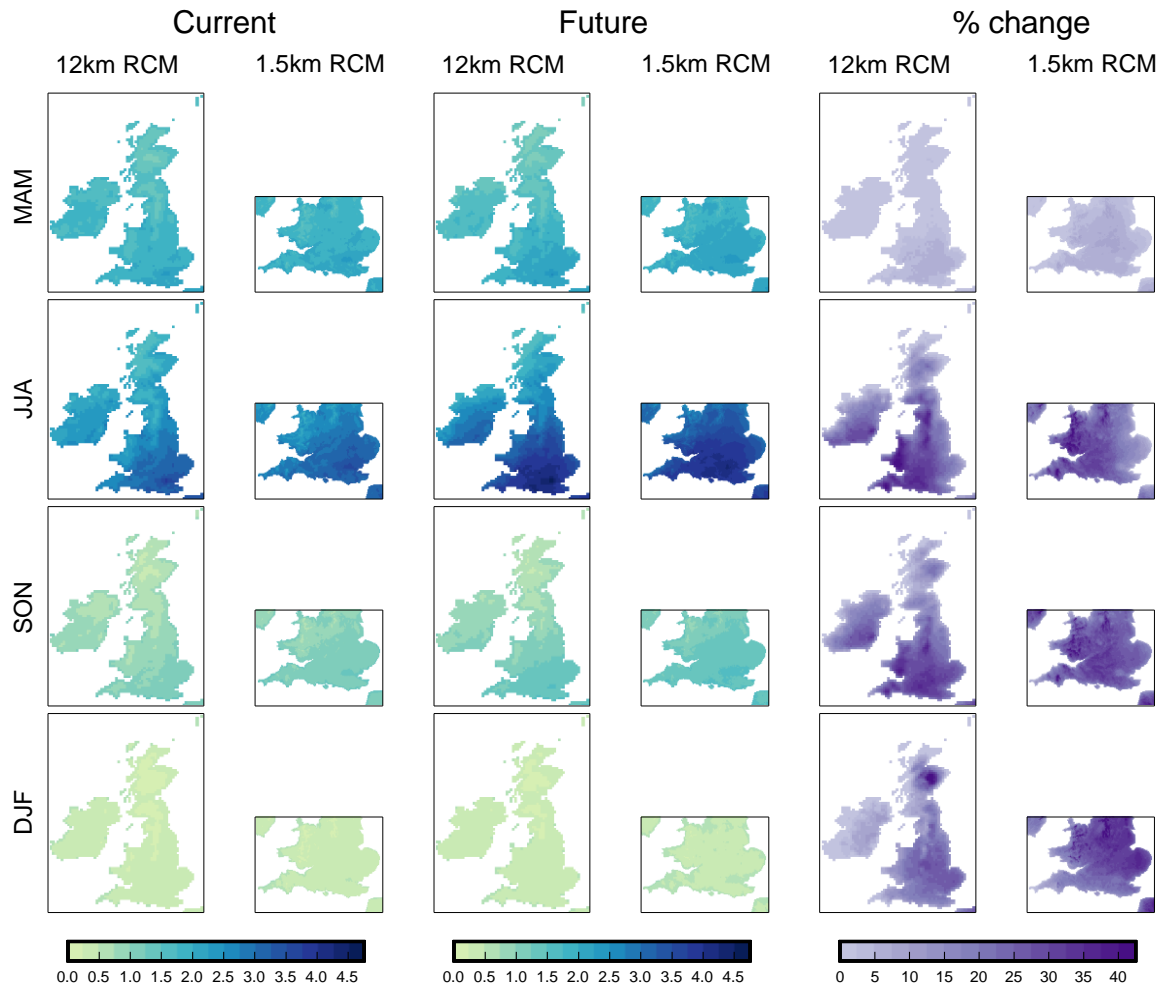 Current Future % change
12km RCM 1.5km RCM 12km RCM 1.5km RCM 12km RCM 1.5km RCM
MAM
JJA
SON
DJF
0.0 0.5 1.0 1.5 2.0 2.5 3.0 3.5 4.0 4.5 0.0 0.5 1.0 1.5 2.0 2.5 3.0 3.5 4.0 4.5 0 5 10 15 20 25 30 35 40